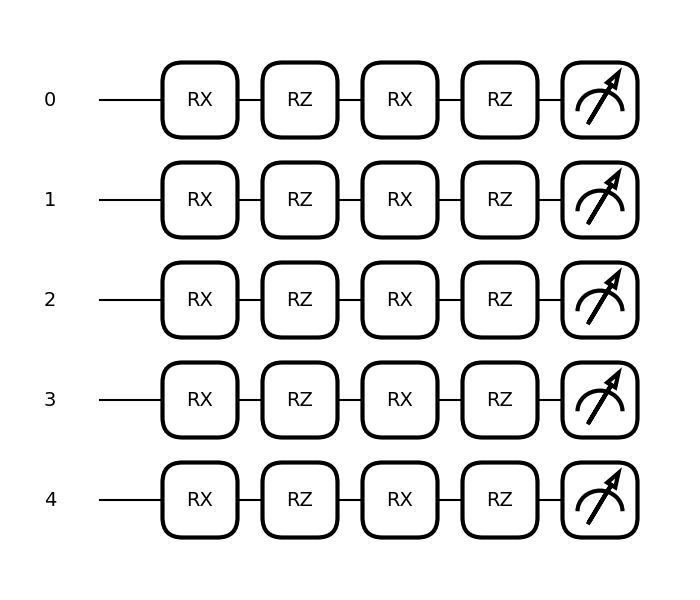 0 RX RZ RX RZ
1 RX RZ RX RZ
2 RX RZ RX RZ
3 RX RZ RX RZ
4 RX RZ RX RZ